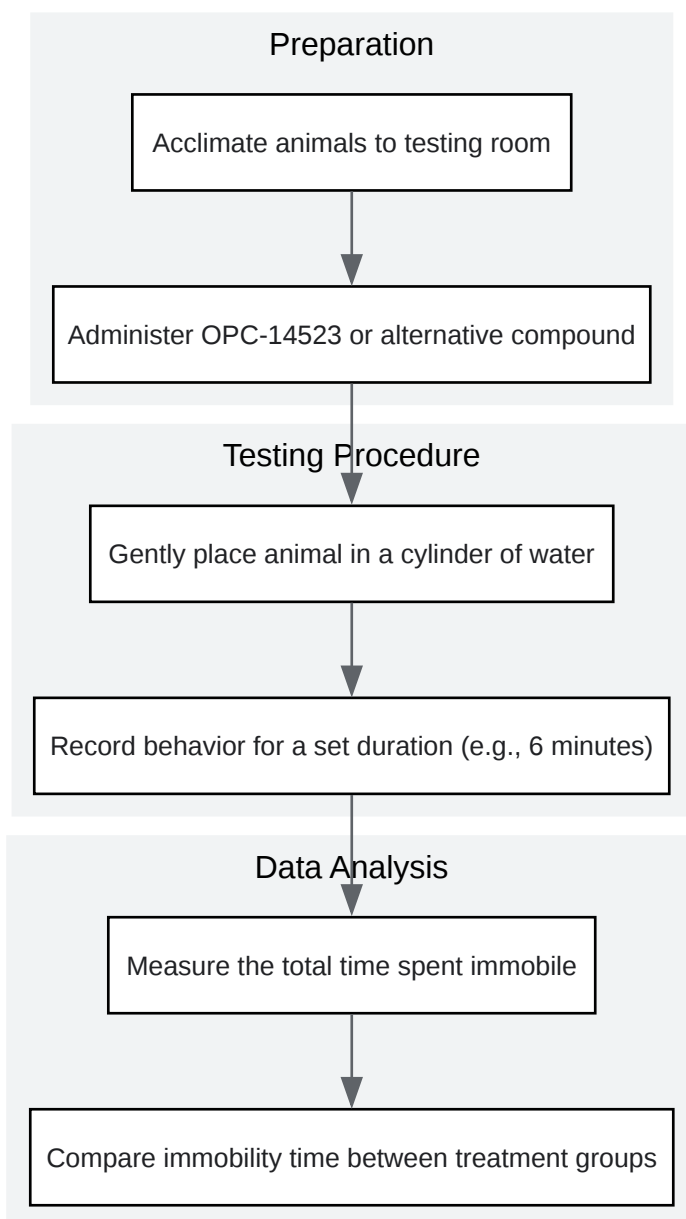 Preparation
Acclimate animals to testing room
Administer OPC-14523 or alternative compound
Testing Procedure
Gently place animal in a cylinder of water
Record behavior for a set duration (e.g., 6 minutes)
Data Analysis
Measure the total time spent immobile
Compare immobility time between treatment groups